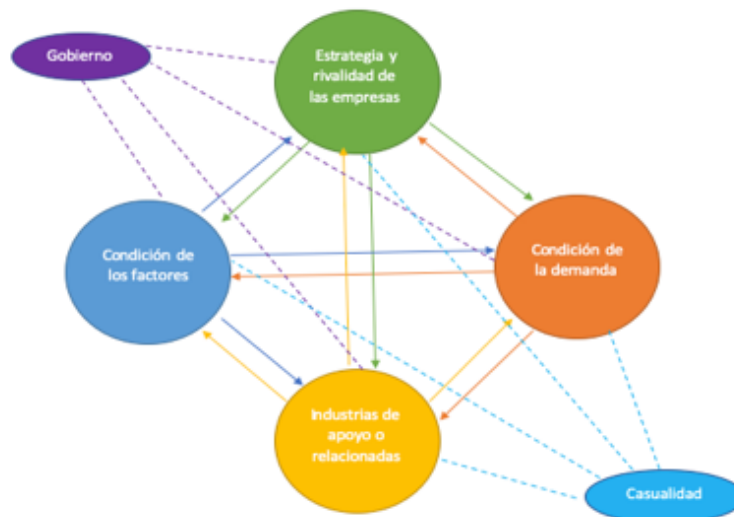 Gobierno
Estrategia y
rivalidad de
las empresas
Condición de
los factores
Condición de
la demanda
Industrias de
apoyo o
relacionadas
Casualidad